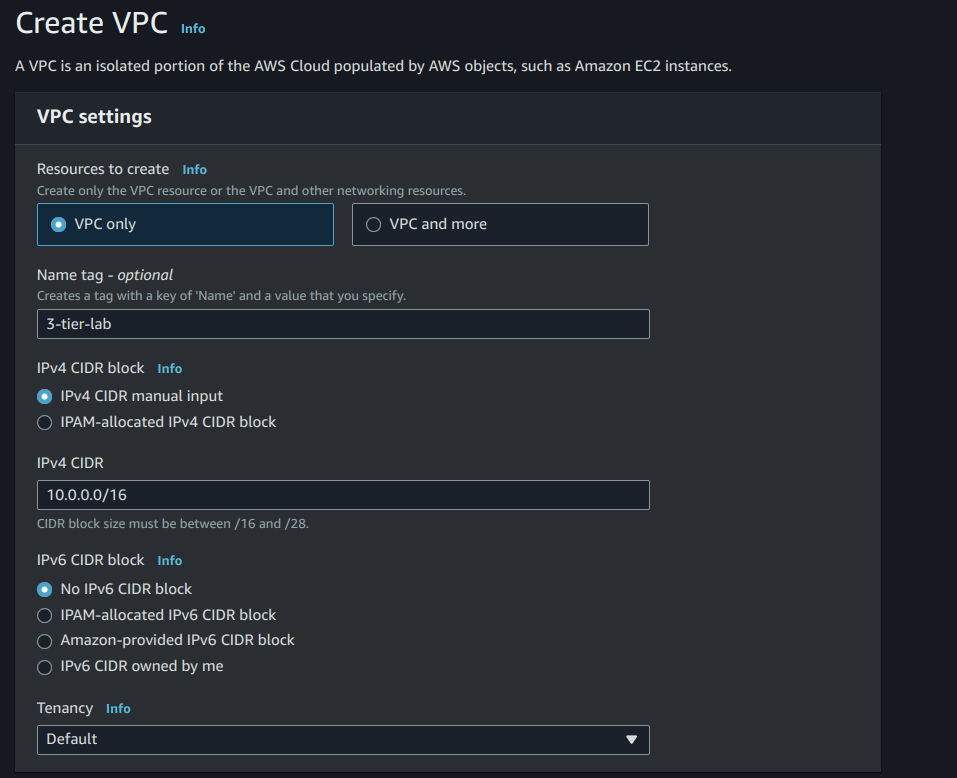 Create VPC Info
A VPC is an isolated portion of the AWS Cloud populated by AWS objects, such as Amazon EC2 instances.
VPC settings
Resources to create Info
Create only the VPC resource or the VPC and other networking resources.
VPC only
VPC and more
Name tag - optional
Creates a tag with a key of 'Name' and a value that you specify.
3-tier-lab
IPv4 CIDR block Info
IPv4 CIDR manual input
IPAM-allocated IPv4 CIDR block
IPv4 CIDR
10.0.0.0/16
CIDR block size must be between /16 and /28.
IPv6 CIDR block Info
No IPv6 CIDR block
IPAM-allocated IPv6 CIDR block
Amazon-provided IPv6 CIDR block
IPv6 CIDR owned by me
Tenancy Info
Default